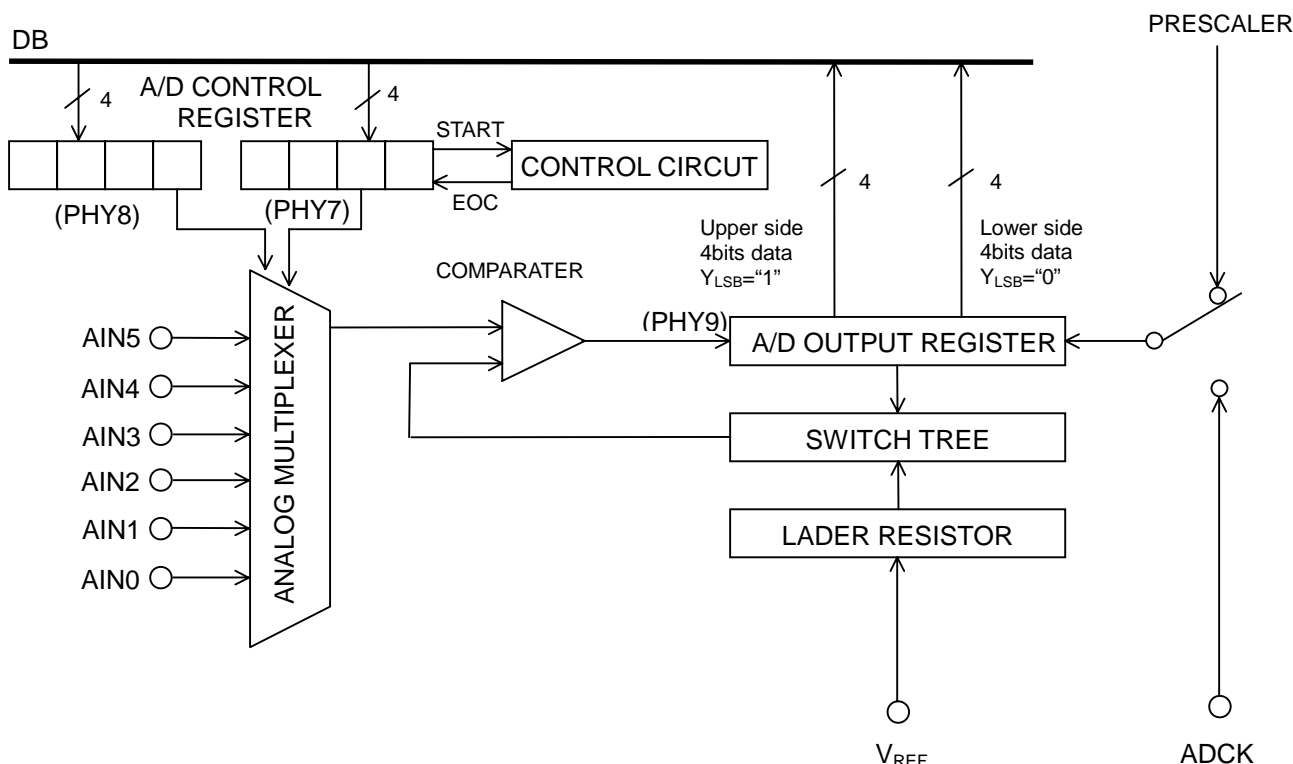 PRESCALER
DB
A/D CONTROL
REGISTER
4
4
START
CONTROL CIRCUT
EOC
(PHY8)
(PHY7)
4
4
Upper side
4bits data
YLSB=“1”
Lower side
4bits data
YLSB=“0”
COMPARATER
(PHY9)
A/D OUTPUT REGISTER
SWITCH TREE
LADER RESISTOR
ANALOG MULTIPLEXER
AIN5
AIN4
AIN3
AIN2
AIN1
AIN0
VREF
ADCK